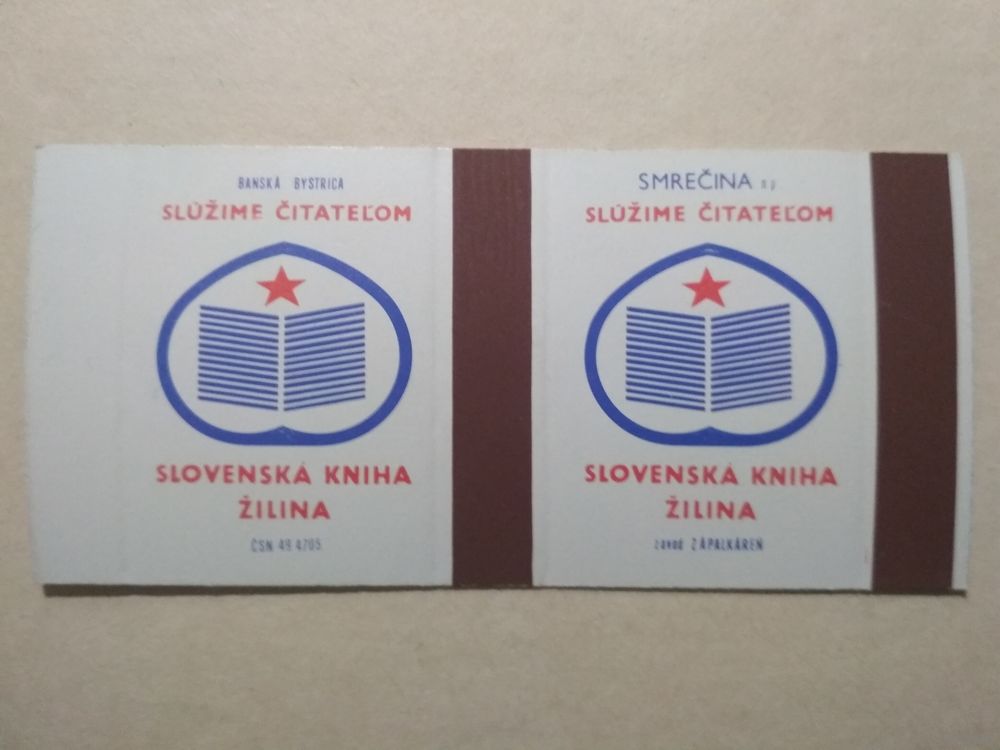 BANSKÁ BYSTRICA
SLÚŽIME ČITATEĽOM
SLOVENSKÁ KNIHA
ŽILINA
ČSN 49 4705
SMREČINA n.p.
SLÚŽIME ČITATEĽOM
SLOVENSKÁ KNIHA
ŽILINA
závod ZÁPALKÁREŇ